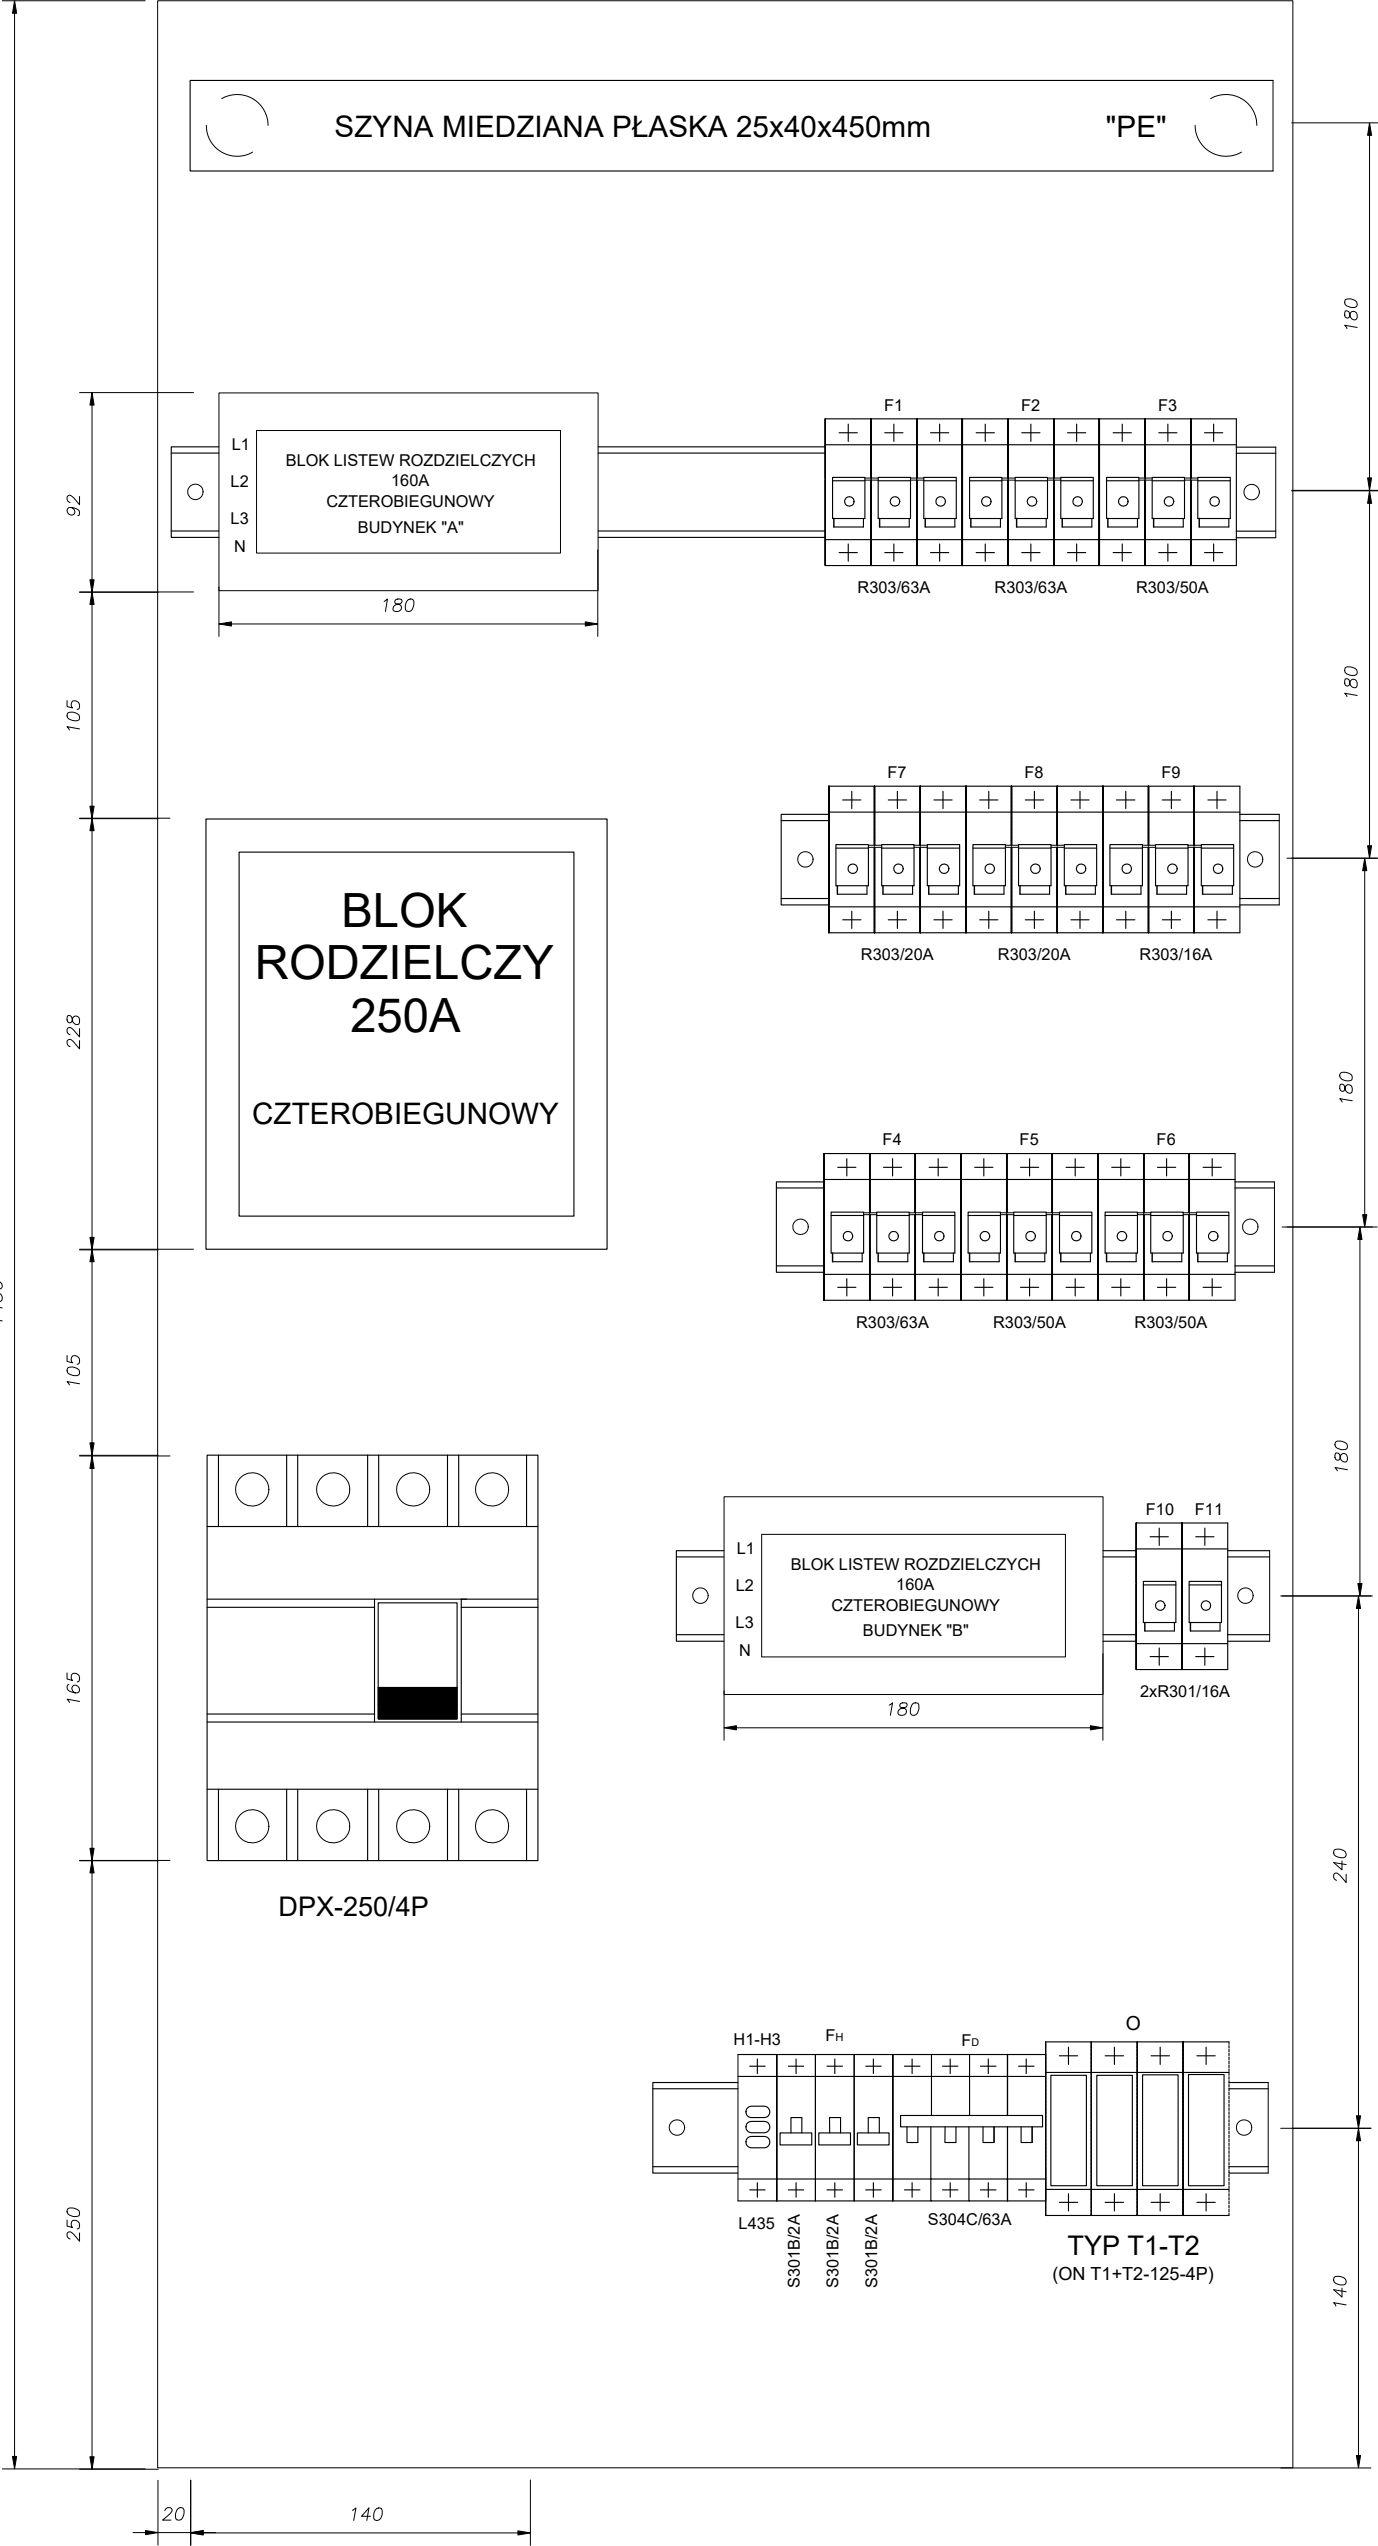 SZYNA MIEDZIANA PŁASKA 25x40x450mm "PE"
180
F1 F2 F3
L1
L2
L3
N
BLOK LISTEW ROZDZIELCZYCH
160A
CZTEROBIEGUNOWY
BUDYNEK "A"
92
R303/63A R303/63A R303/50A
180
180
105
F7 F8 F9
R303/20A R303/20A R303/16A
BLOK
RODZIELCZY
250A
CZTEROBIEGUNOWY
228
180
F4 F5 F6
R303/63A R303/50A R303/50A
105
180
F10 F11
L1
L2
L3
N
BLOK LISTEW ROZDZIELCZYCH
160A
CZTEROBIEGUNOWY
BUDYNEK "B"
2xR301/16A
180
165
240
DPX-250/4P
H1-H3 FH FD O
L435 S301B/2A S301B/2A S301B/2A S304C/63A
TYP T1-T2
(ON T1+T2-125-4P)
250
140
20 140